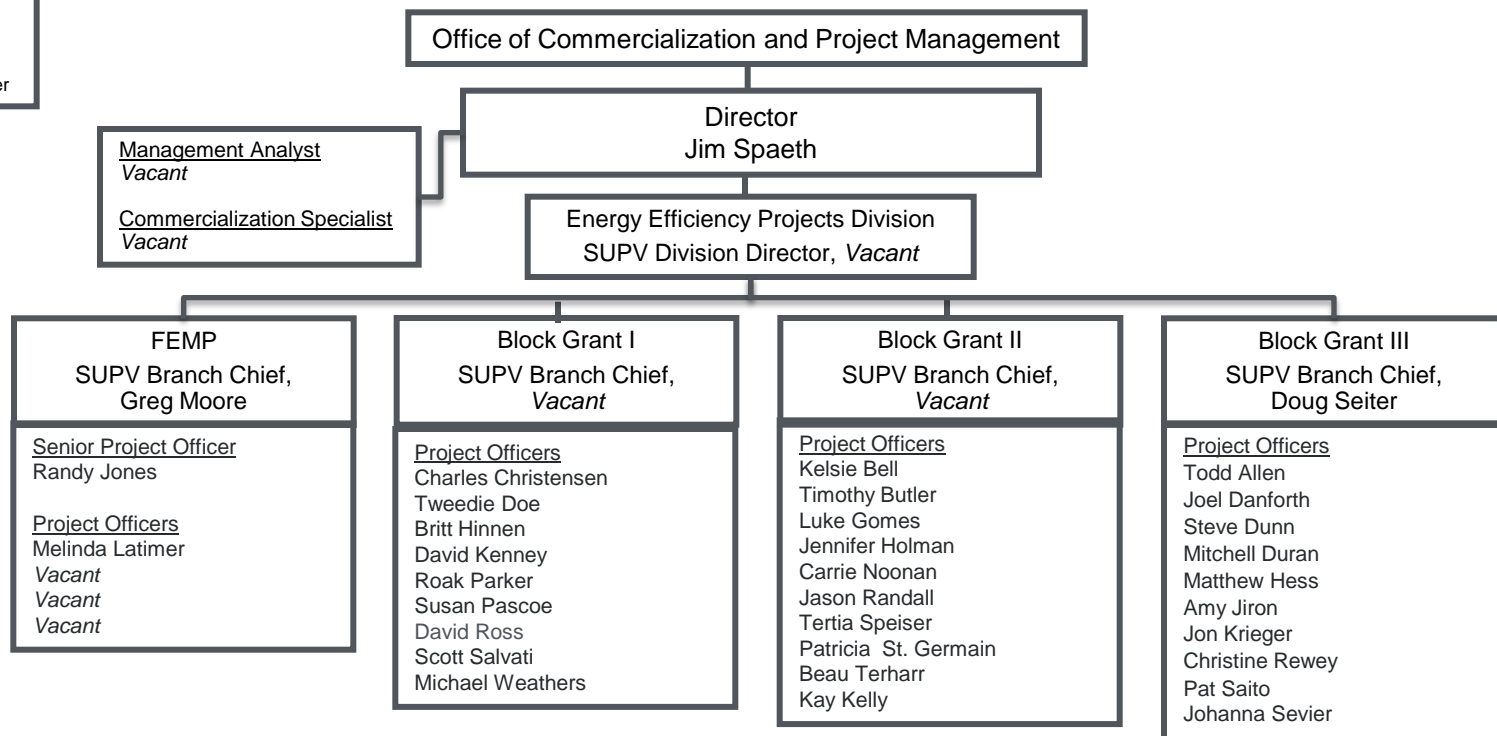 Office of Commercialization and Project Management
er
Director
Jim Spaeth
Management Analyst
Vacant
Commercialization Specialist
Vacant
Energy Efficiency Projects Division
SUPV Division Director, Vacant
FEMP
SUPV Branch Chief,
Greg Moore
Senior Project Officer
Randy Jones
Project Officers
Melinda Latimer
Vacant
Vacant
Vacant
Block Grant I
SUPV Branch Chief,
Vacant
Project Officers
Charles Christensen
Tweedie Doe
Britt Hinnen
David Kenney
Roak Parker
Susan Pascoe
David Ross
Scott Salvati
Michael Weathers
Block Grant II
SUPV Branch Chief,
Vacant
Project Officers
Kelsie Bell
Timothy Butler
Luke Gomes
Jennifer Holman
Carrie Noonan
Jason Randall
Tertia Speiser
Patricia  St. Germain
Beau Terharr
Kay Kelly
Block Grant III
SUPV Branch Chief,
Doug Seiter
Project Officers
Todd Allen
Joel Danforth
Steve Dunn
Mitchell Duran
Matthew Hess
Amy Jiron
Jon Krieger
Christine Rewey
Pat Saito
Johanna Sevier